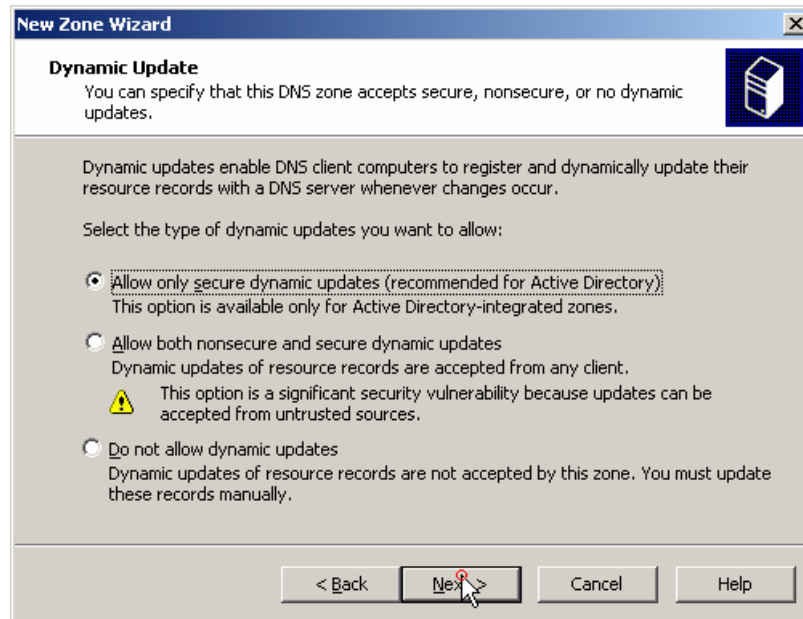 New Zone Wizard
Dynamic Update
You can specify that this DNS zone accepts secure, nonsecure, or no dynamic
updates.
Dynamic updates enable DNS client computers to register and dynamically update their
resource records with a DNS server whenever changes occur.
Select the type of dynamic updates you want to allow:
Allow only secure dynamic updates (recommended for Active Directory)
This option is available only for Active Directory-integrated zones.
Allow both nonsecure and secure dynamic updates
Dynamic updates of resource records are accepted from any client.
This option is a significant security vulnerability because updates can be
accepted from untrusted sources.
Do not allow dynamic updates
Dynamic updates of resource records are not accepted by this zone. You must update
these records manually.
< Back Next > Cancel Help